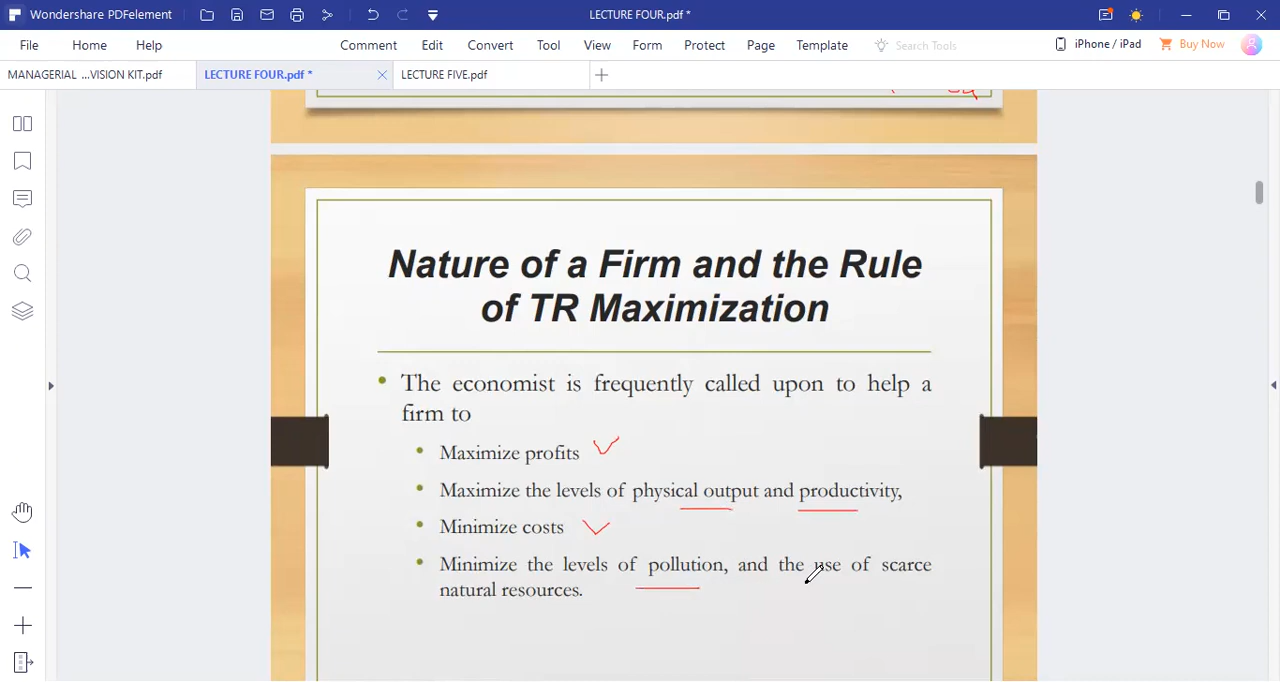 Wondershare PDFelement
LECTURE FOUR.pdf *
File Home Help Comment Edit Convert Tool View Form Protect Page Template Search Tools iPhone / iPad Buy Now
MANAGERIAL ...VISION KIT.pdf LECTURE FOUR.pdf * LECTURE FIVE.pdf
Nature of a Firm and the Rule
of TR Maximization
• The economist is frequently called upon to help a
firm to
• Maximize profits
• Maximize the levels of physical output and productivity,
• Minimize costs
• Minimize the levels of pollution, and the use of scarce
natural resources.